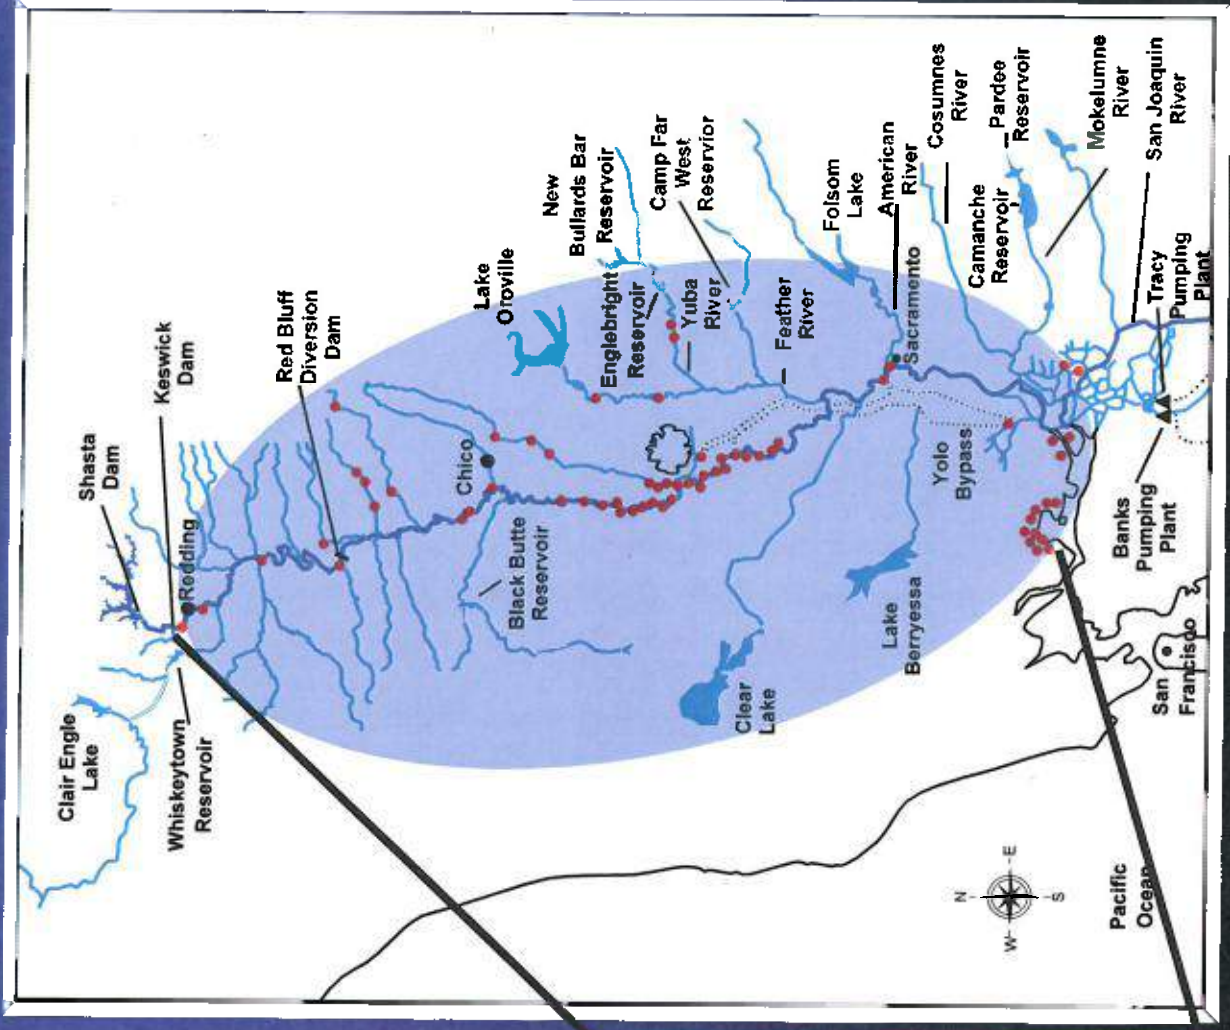 Shasta
Dam
Keswick
Dam
Redding
Clair Engle
Lake
Whiskeytown
Reservoir
Red Bluff
Diversion
Dam
Chico
Black Butte
Reservoir
Lake
Oroville
New
Bullards Bar
Reservoir
Englebright
Reservoir
Yuba
River
Camp Far
West
Reservior
Feather
River
Folsom
Lake
American
River
Sacramento
Cosumnes
River
Pardee
Reservoir
Camanche
Reservoir
Mokelumne
River
San Joaquin
River
Tracy
Pumping
Plant
Banks
Pumping
Plant
Yolo
Bypass
Lake
Berryessa
Clear
Lake
San
Francisco
Pacific
Ocean
N
W
E
S